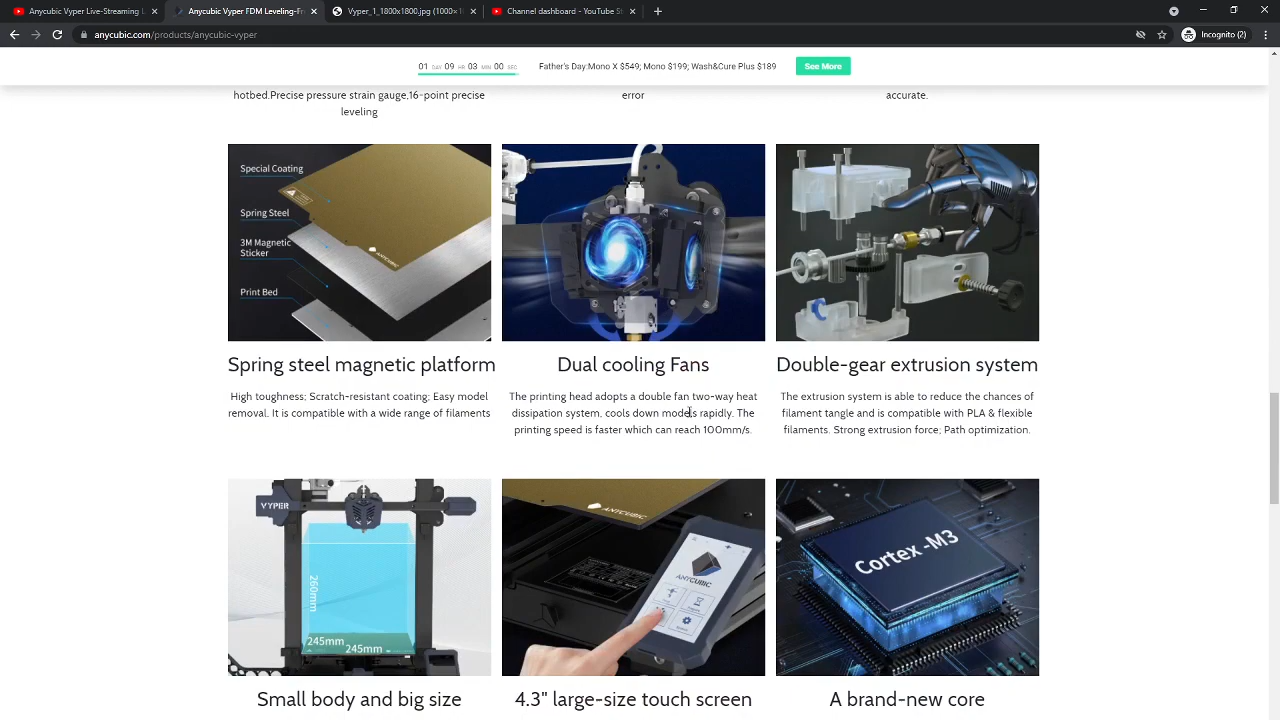 Anycubic Vyper Live-Streaming L
Anycubic Vyper FDM Leveling-Fr
Vyper_1_1800x1800.jpg (1000×1
Channel dashboard - YouTube St
anycubic.com/products/anycubic-vyper
Incognito (2)
01 DAY 09 HR 03 MIN 00 SEC
Father's Day:Mono X $549; Mono $199; Wash&Cure Plus $189
See More
hotbed.Precise pressure strain gauge,16-point precise
leveling
error
accurate.
Special Coating
Spring Steel
3M Magnetic
Sticker
Print Bed
ANYCUBIC
Spring steel magnetic platform
High toughness; Scratch-resistant coating; Easy model
removal. It is compatible with a wide range of filaments
Dual cooling Fans
The printing head adopts a double fan two-way heat
dissipation system, cools down models rapidly. The
printing speed is faster which can reach 100mm/s.
Double-gear extrusion system
The extrusion system is able to reduce the chances of
filament tangle and is compatible with PLA & flexible
filaments. Strong extrusion force; Path optimization.
VYPER
260mm
245mm
245mm
Small body and big size
ANYCUBIC
ANYCUBIC
4.3" large-size touch screen
Cortex-M3
A brand-new core